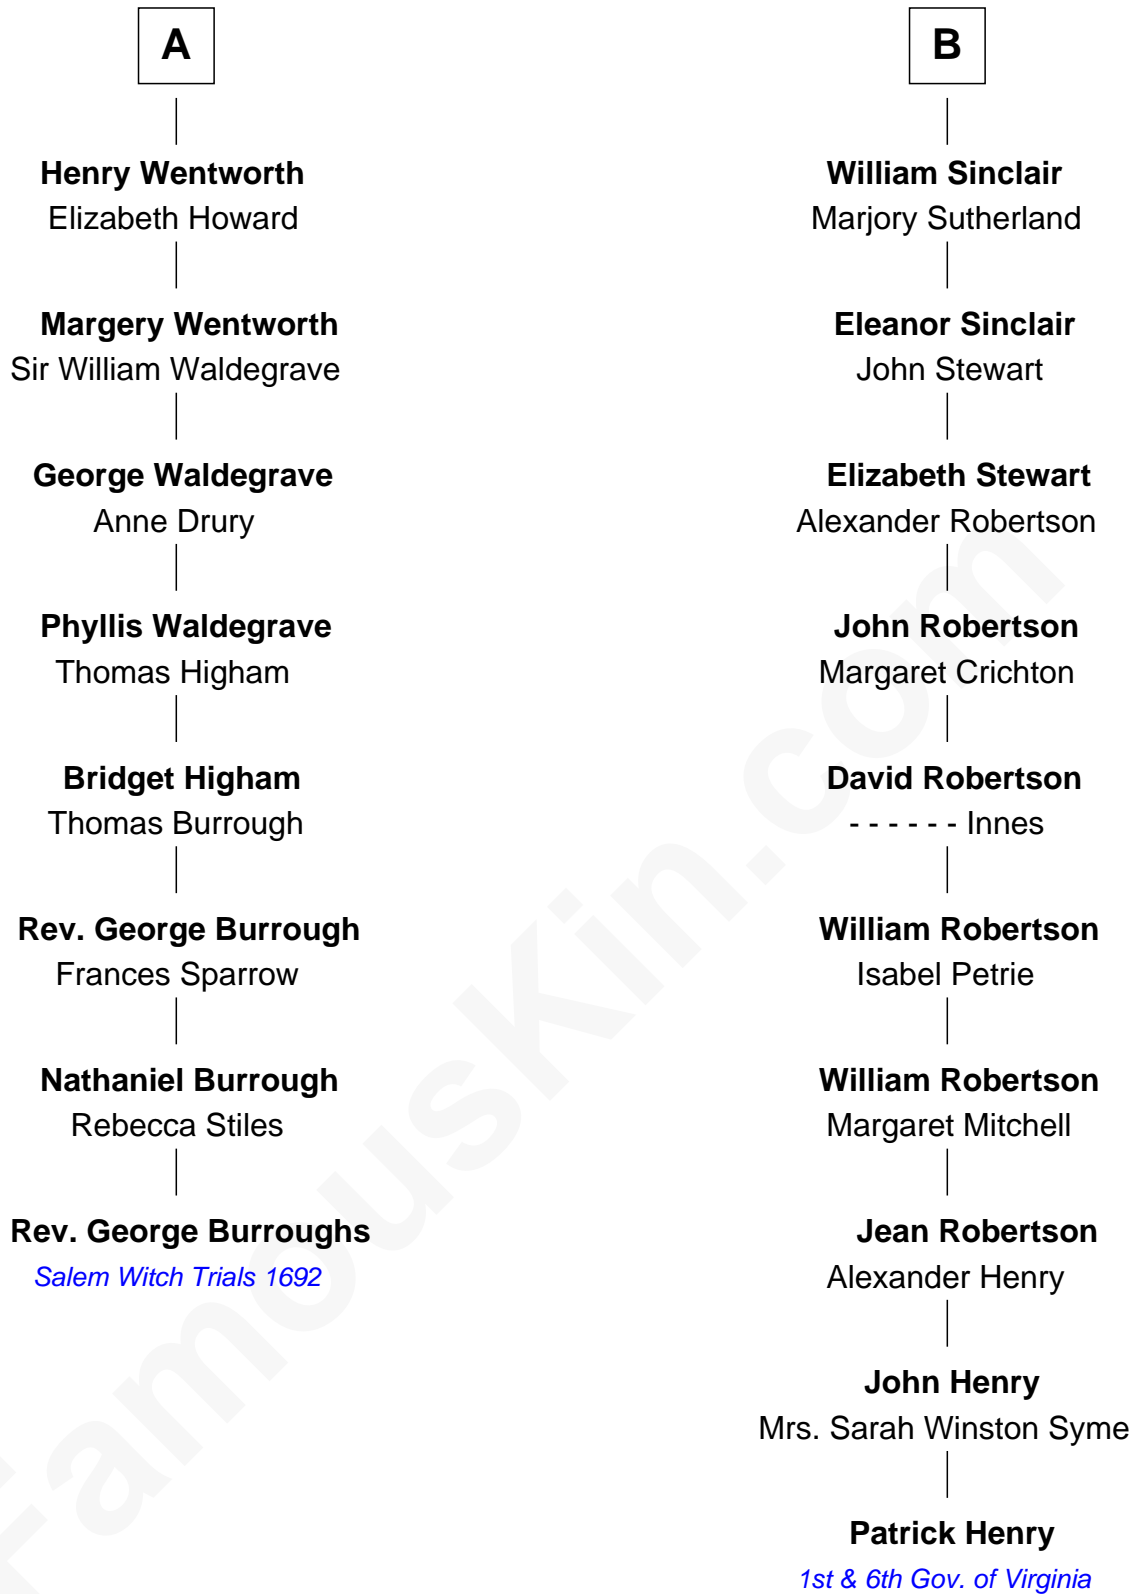 A
Henry Wentworth
Elizabeth Howard
Margery Wentworth
Sir William Waldegrave
George Waldegrave
Anne Drury
Phyllis Waldegrave
Thomas Higham
Bridget Higham
Thomas Burrough
Rev. George Burrough
Frances Sparrow
Nathaniel Burrough
Rebecca Stiles
Rev. George Burroughs
Salem Witch Trials 1692
B
William Sinclair
Marjory Sutherland
Eleanor Sinclair
John Stewart
Elizabeth Stewart
Alexander Robertson
John Robertson
Margaret Crichton
David Robertson
- - - - - - Innes
William Robertson
Isabel Petrie
William Robertson
Margaret Mitchell
Jean Robertson
Alexander Henry
John Henry
Mrs. Sarah Winston Syme
Patrick Henry
1st & 6th Gov. of Virginia
FamousKin.com